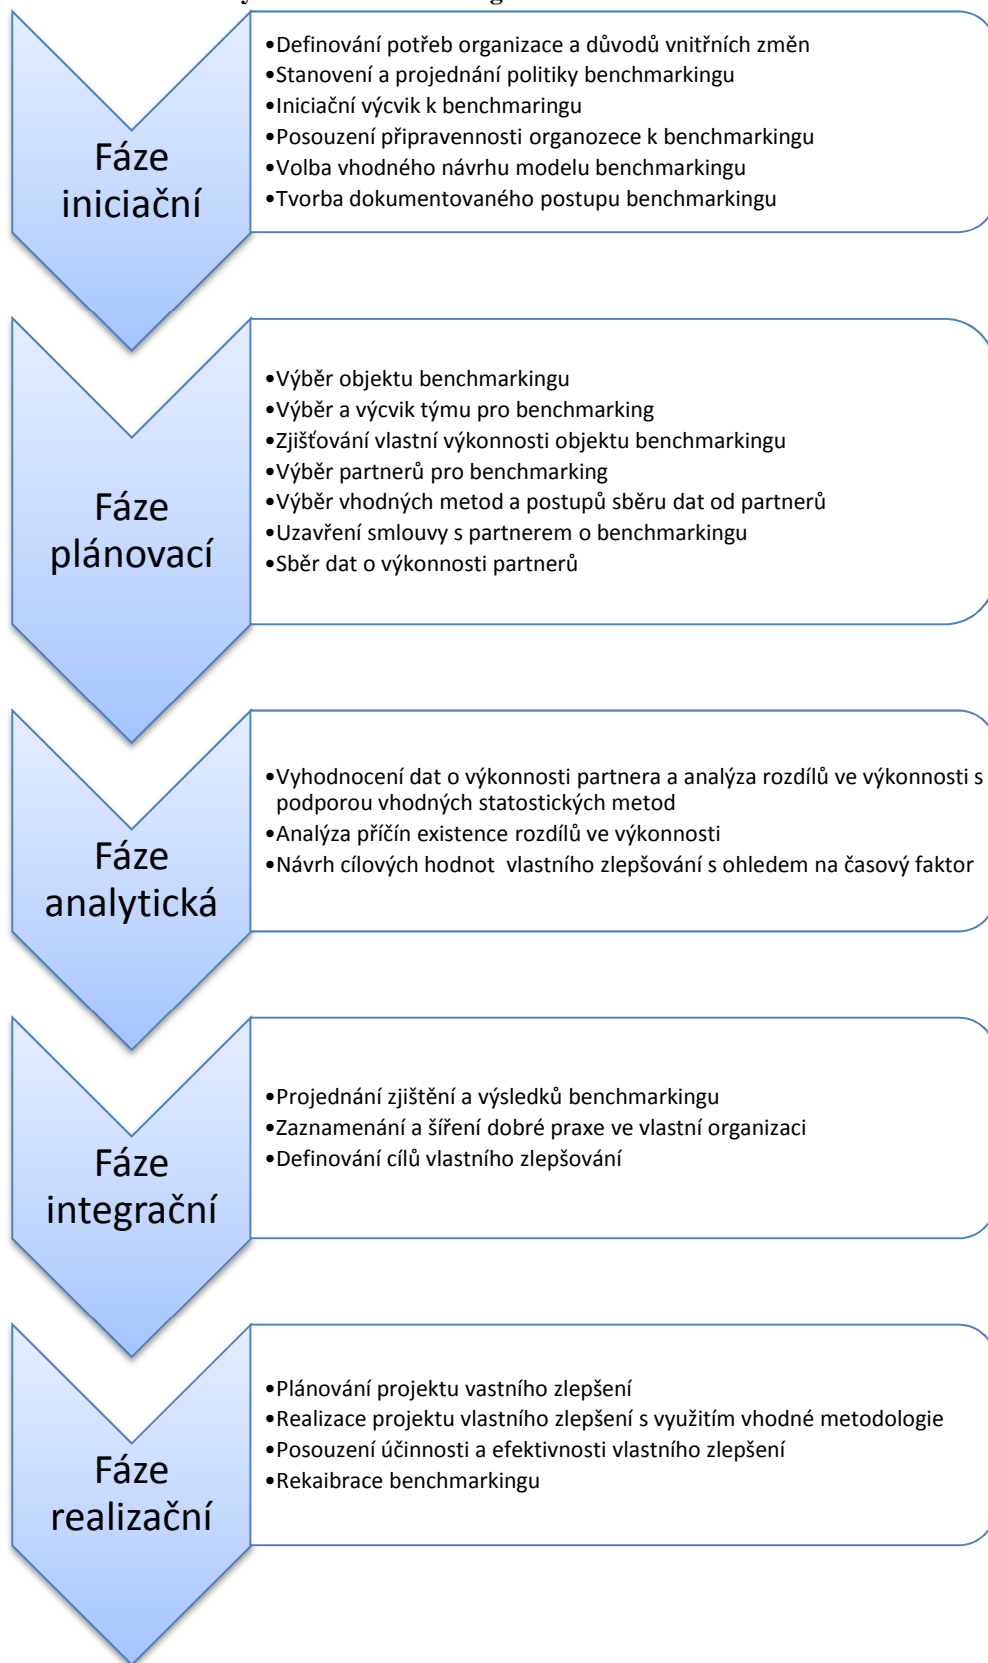 Fáze
iniciační
•Definování potřeb organizace a důvodů vnitřních změn
•Stanovení a projednání politiky benchmarkingu
•Iniciační výcvik k benchmaringu
•Posouzení připravennosti organozece k benchmarkingu
•Volba vhodného návrhu modelu benchmarkingu
•Tvorba dokumentovaného postupu benchmarkingu
Fáze
plánovací
•Výběr objektu benchmarkingu
•Výběr a výcvik týmu pro benchmarking
•Zjišťování vlastní výkonnosti objektu benchmarkingu
•Výběr partnerů pro benchmarking
•Výběr vhodných metod a postupů sběru dat od partnerů
•Uzavření smlouvy s partnerem o benchmarkingu
•Sběr dat o výkonnosti partnerů
Fáze
analytická
•Vyhodnocení dat o výkonnosti partnera a analýza rozdílů ve výkonnosti s
podporou vhodných statostických metod
•Analýza příčín existence rozdílů ve výkonnosti
•Návrh cílových hodnot  vlastního zlepšování s ohledem na časový faktor
Fáze
integrační
•Projednání zjištění a výsledků benchmarkingu
•Zaznamenání a šíření dobré praxe ve vlastní organizaci
•Definování cílů vlastního zlepšování
Fáze
realizační
•Plánování projektu vastního zlepšení
•Realizace projektu vlastního zlepšení s využitím vhodné metodologie
•Posouzení účinnosti a efektivnosti vlastního zlepšení
•Rekaibrace benchmarkingu